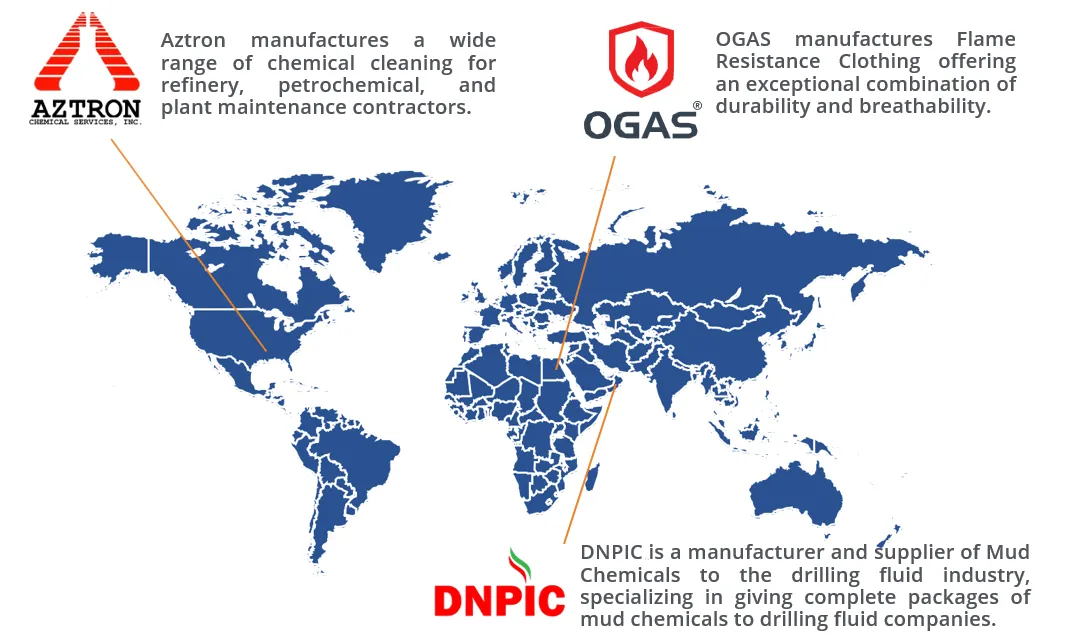 AZTRON
CHEMICAL SERVICES, INC.
Aztron manufactures a wide
range of chemical cleaning for
refinery, petrochemical, and
plant maintenance contractors.
OGAS®
OGAS manufactures Flame
Resistance Clothing offering
an exceptional combination of
durability and breathability.
DNPIC
DNPIC is a manufacturer and supplier of Mud
Chemicals to the drilling fluid industry,
specializing in giving complete packages of
mud chemicals to drilling fluid companies.